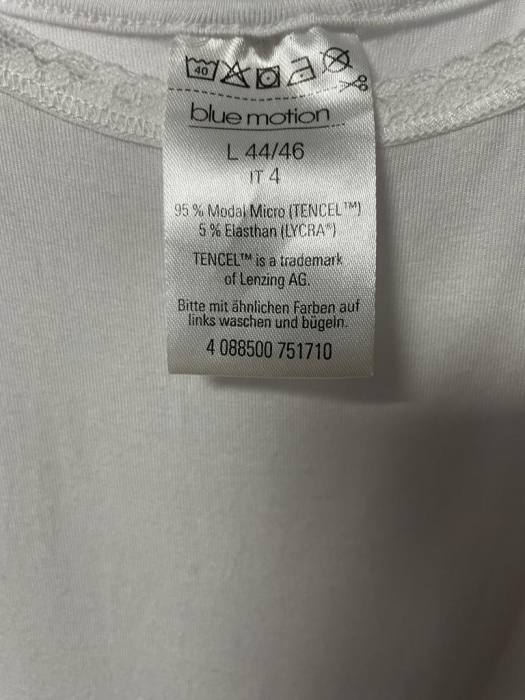 40
blue motion
L 44/46
IT 4
95 % Modal Micro (TENCEL™)
5 % Elasthan (LYCRA®)
TENCEL™ is a trademark
of Lenzing AG.
Bitte mit ähnlichen Farben auf
links waschen und bügeln.
4 088500 751710